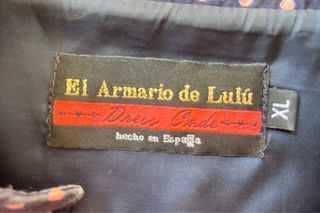 El Armario de Lulú
Dress Code
hecho en España
XL